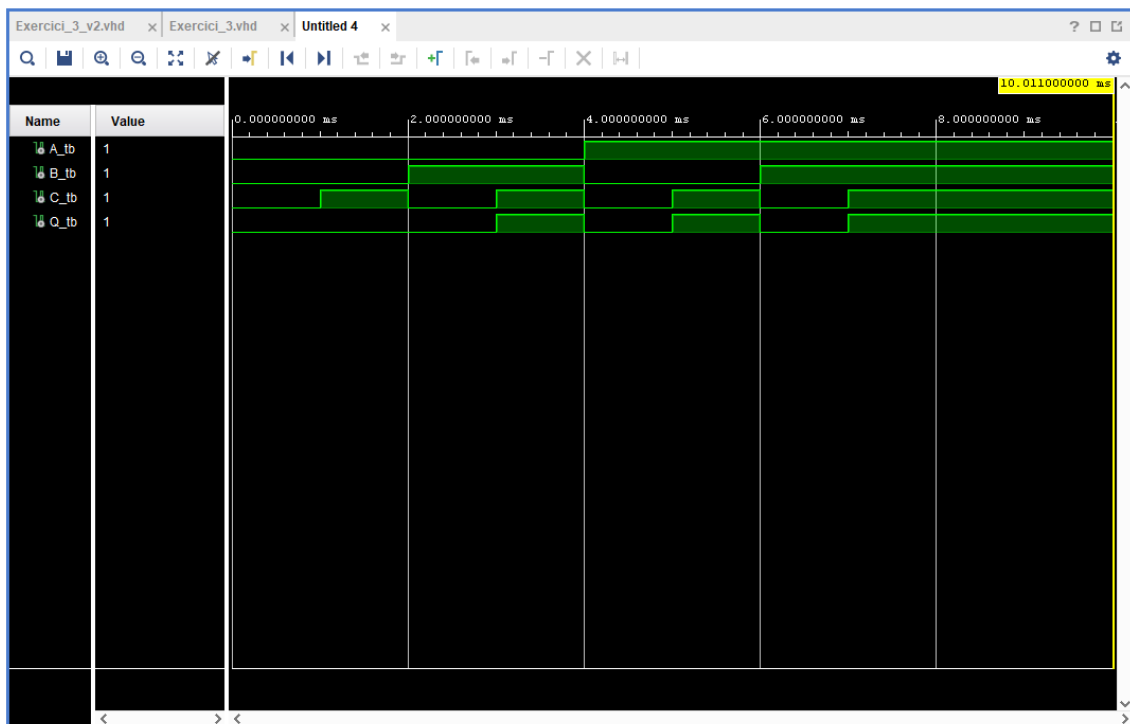 Exercici_3_v2.vhd × Exercici_3.vhd × Untitled 4 ×
10.011000000 ms
Name Value
0.000000000 ms 2.000000000 ms 4.000000000 ms 6.000000000 ms 8.000000000 ms
A_tb 1
B_tb 1
C_tb 1
Q_tb 1